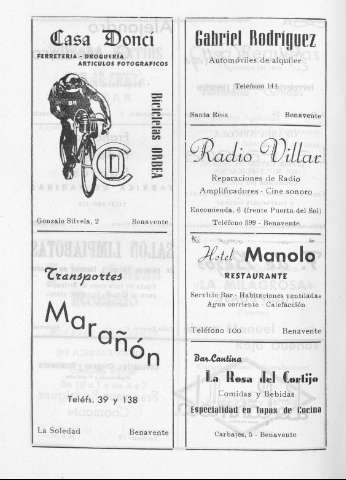 Casa Donci
FERRETERIA - DROGUERIA
ARTICULOS FOTOGRAFICOS
Bicicletas ORBEA
DC
Gonzalo Silvela, 2 Benavente
Transportes
Marañón
Teléfs. 39 y 138
La Soledad Benavente
Gabriel Rodríguez
Automóviles de alquiler
Teléfono 144
Santa Rosa Benavente
Radio Villar
Reparaciones de Radio
Amplificadores - Cine sonoro
Encomienda, 6 (frente Puerta del Sol)
Teléfono 399 - Benavente
Hotel Manolo
RESTAURANTE
Servicio Bar - Habitaciones ventiladas
Agua corriente - Calefacción
Teléfono 100 Benavente
Bar-Cantina
La Rosa del Cortijo
Comidas y Bebidas
Especialidad en Tapas de Cocina
Carbajes, 5 - Benavente